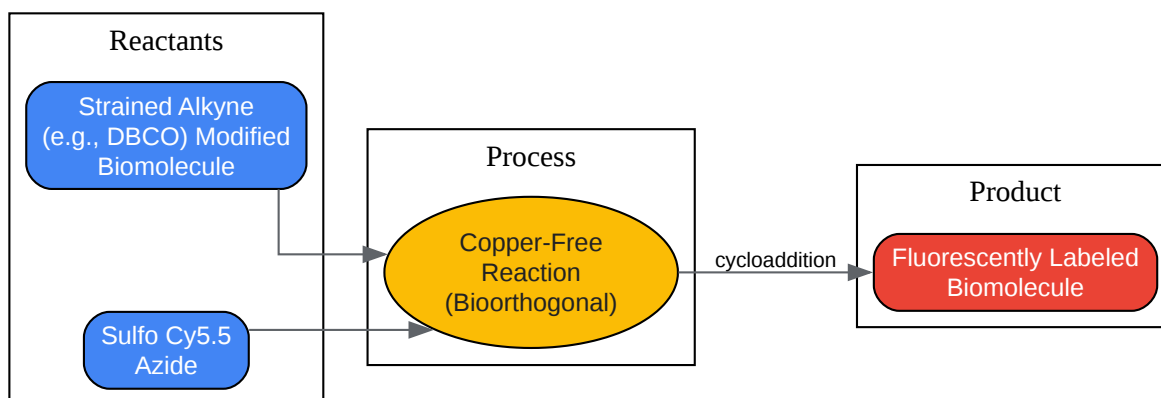 Reactants
Strained Alkyne
(e.g., DBCO) Modified
Biomolecule
Sulfo Cy5.5
Azide
Process
Copper-Free
Reaction
(Bioorthogonal)
cycloaddition
Product
Fluorescently Labeled
Biomolecule